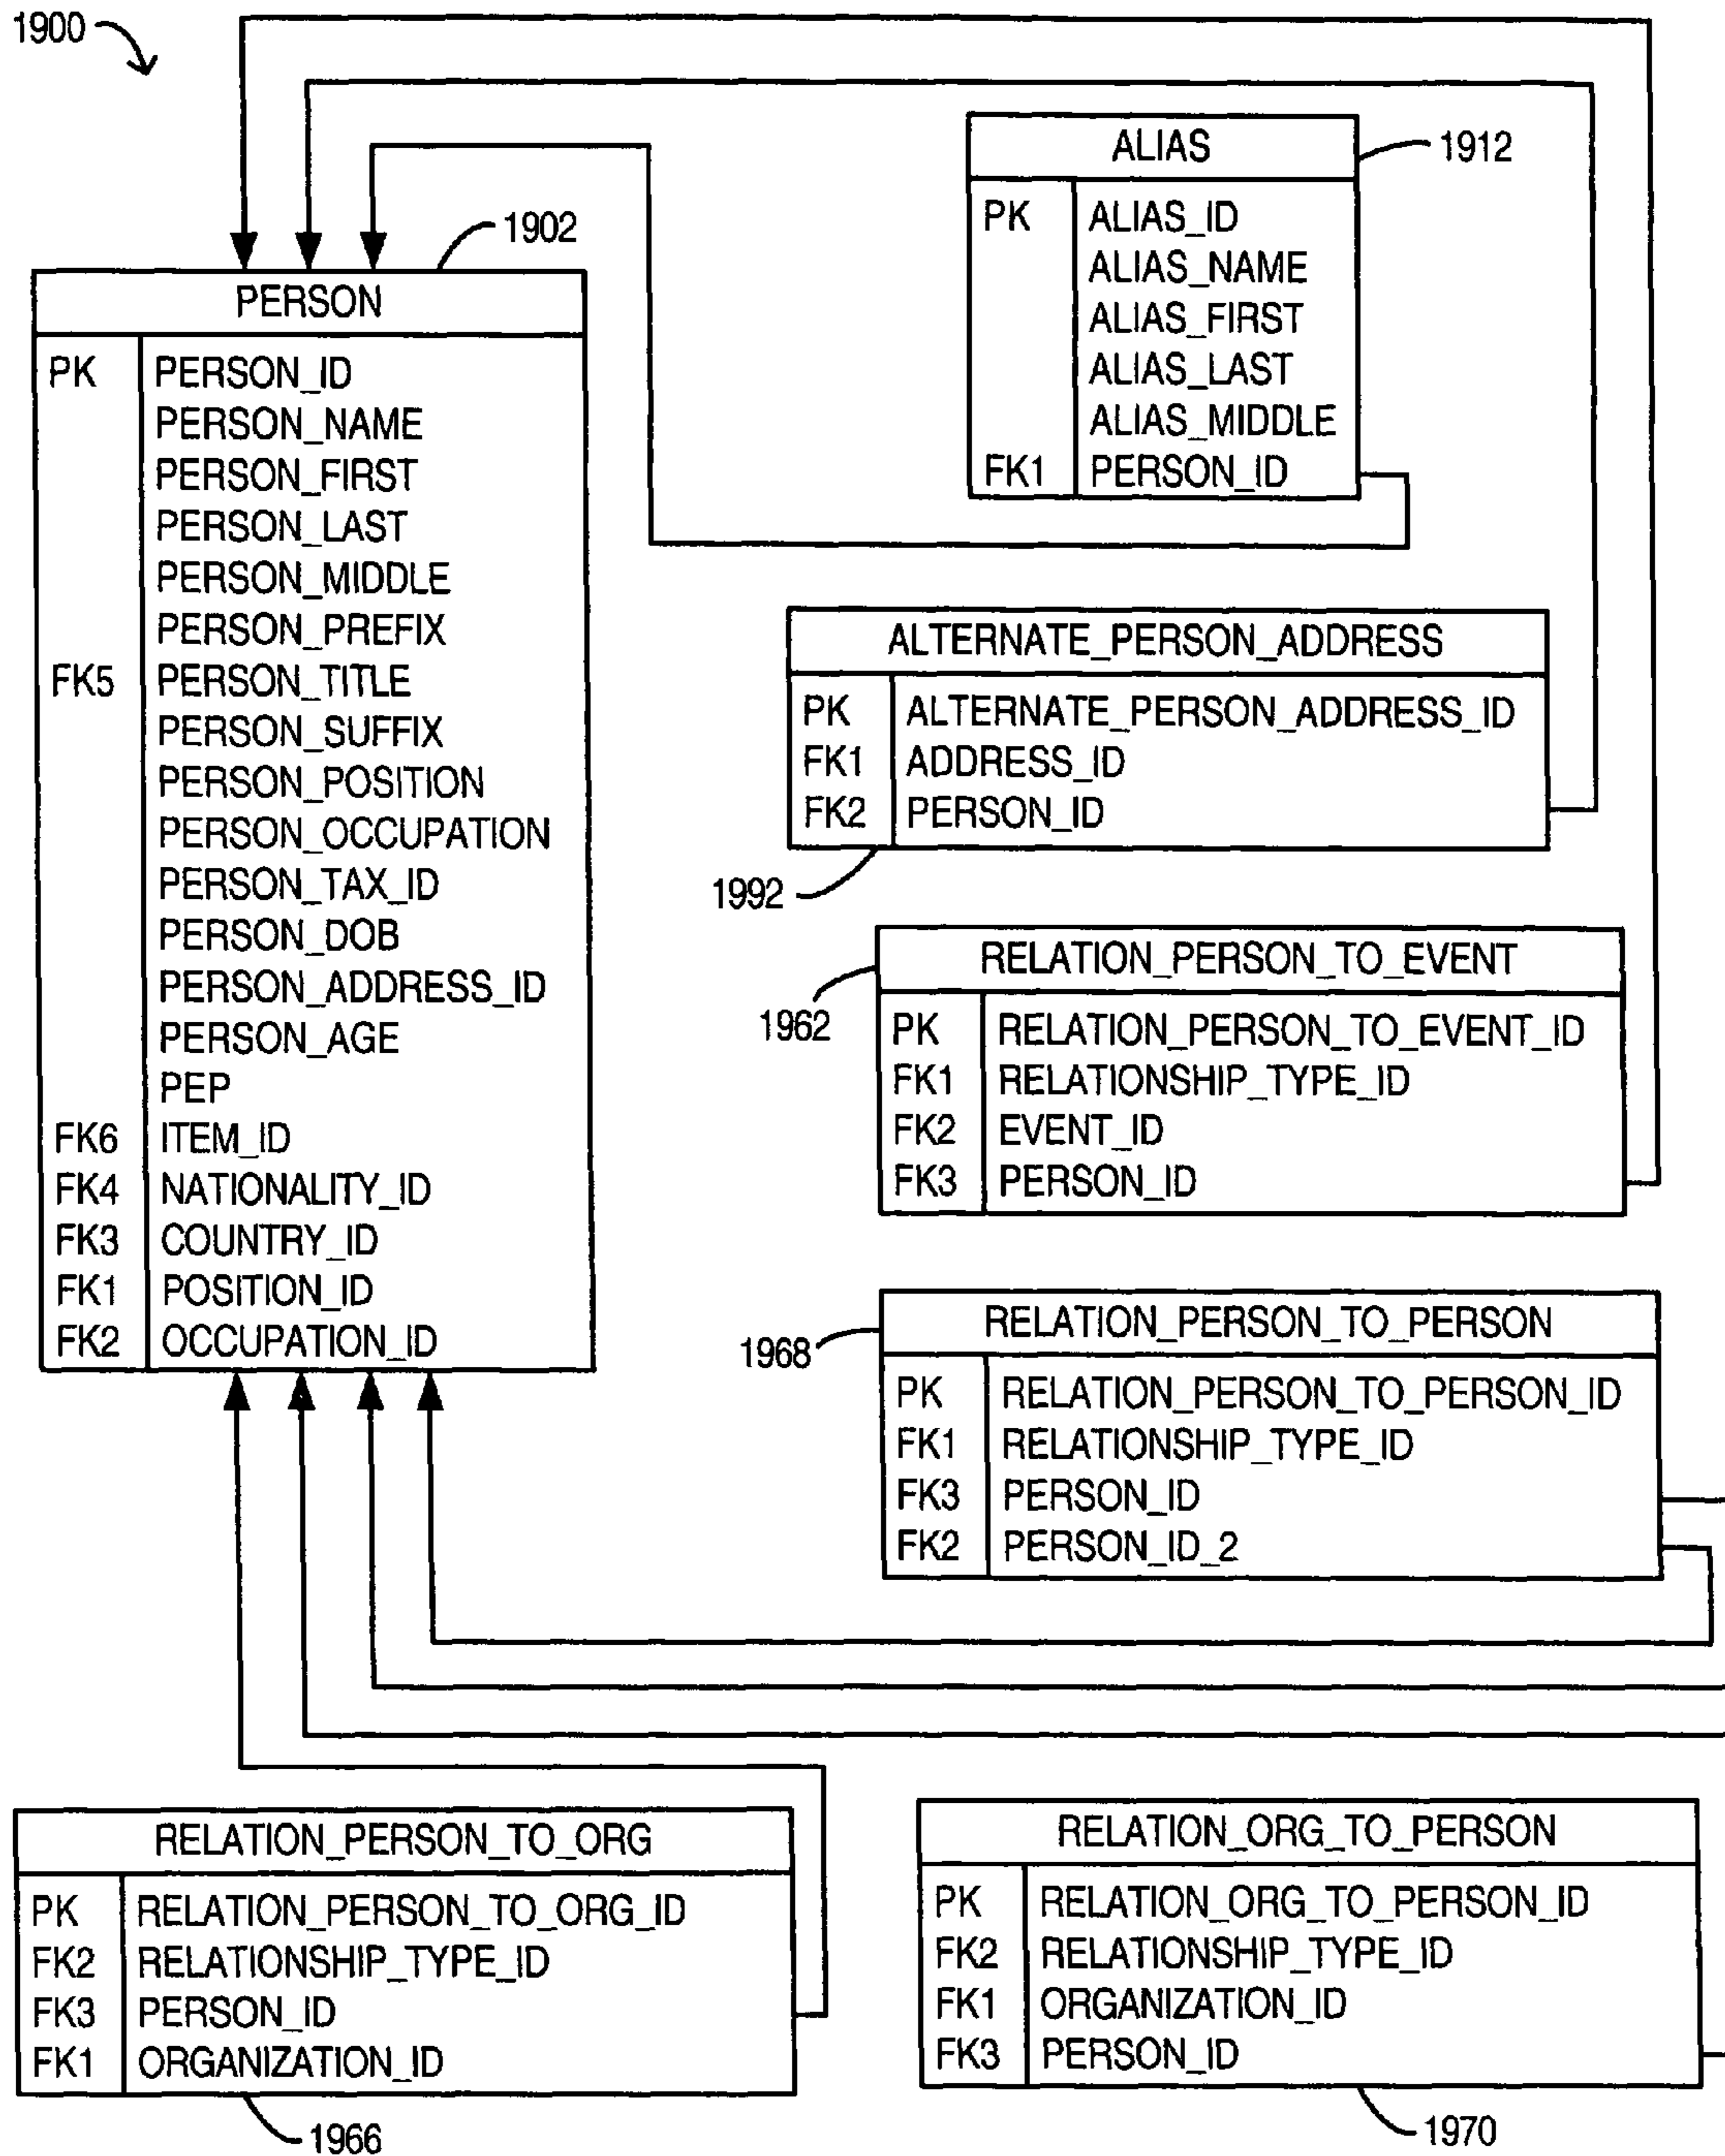 1900
PERSON
1902
PK PERSON_ID
PERSON_NAME
PERSON_FIRST
PERSON_LAST
PERSON_MIDDLE
PERSON_PREFIX
FK5 PERSON_TITLE
PERSON_SUFFIX
PERSON_POSITION
PERSON_OCCUPATION
PERSON_TAX_ID
PERSON_DOB
PERSON_ADDRESS_ID
PERSON_AGE
PEP
FK6 ITEM_ID
FK4 NATIONALITY_ID
FK3 COUNTRY_ID
FK1 POSITION_ID
FK2 OCCUPATION_ID
ALIAS
1912
PK ALIAS_ID
ALIAS_NAME
ALIAS_FIRST
ALIAS_LAST
ALIAS_MIDDLE
FK1 PERSON_ID
ALTERNATE_PERSON_ADDRESS
PK ALTERNATE_PERSON_ADDRESS_ID
FK1 ADDRESS_ID
FK2 PERSON_ID
1992
RELATION_PERSON_TO_EVENT
1962
PK RELATION_PERSON_TO_EVENT_ID
FK1 RELATIONSHIP_TYPE_ID
FK2 EVENT_ID
FK3 PERSON_ID
RELATION_PERSON_TO_PERSON
1968
PK RELATION_PERSON_TO_PERSON_ID
FK1 RELATIONSHIP_TYPE_ID
FK3 PERSON_ID
FK2 PERSON_ID_2
RELATION_PERSON_TO_ORG
PK RELATION_PERSON_TO_ORG_ID
FK2 RELATIONSHIP_TYPE_ID
FK3 PERSON_ID
FK1 ORGANIZATION_ID
1966
RELATION_ORG_TO_PERSON
PK RELATION_ORG_TO_PERSON_ID
FK2 RELATIONSHIP_TYPE_ID
FK1 ORGANIZATION_ID
FK3 PERSON_ID
1970